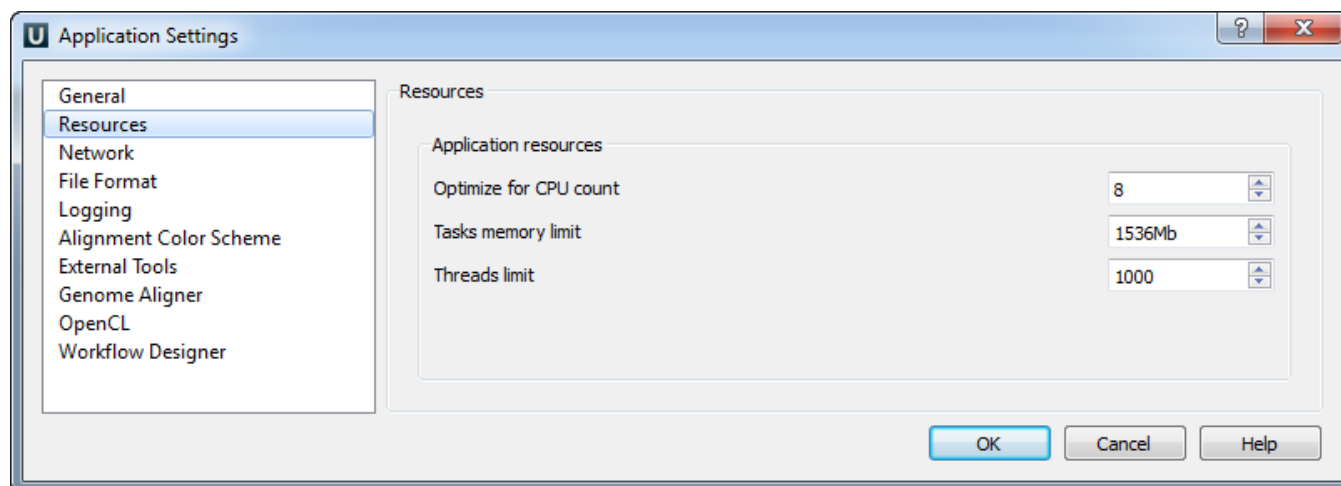 U Application Settings
General
Resources
Network
File Format
Logging
Alignment Color Scheme
External Tools
Genome Aligner
OpenCL
Workflow Designer
Resources
Application resources
Optimize for CPU count 8
Tasks memory limit 1536Mb
Threads limit 1000
OK Cancel Help